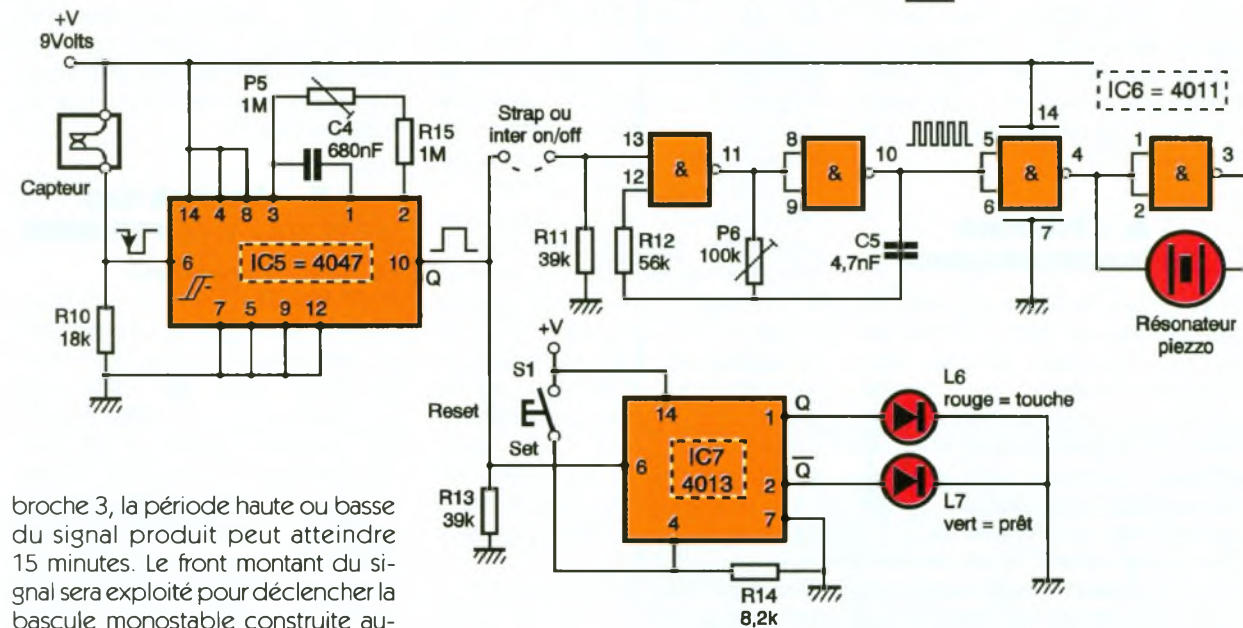 +V
9Volts
Capteur
P5
1M
C4
680nF
R15
1M
14 4 8 3 1 2
6
IC5 = 4047
10
Q
7 5 9 12
R10
18k
Strap ou
inter on/off
13
12
&
11
R11
39k
R12
56k
8
9
&
10
P6
100k
C5
4,7nF
14
5
6
&
4
7
IC6 = 4011
1
2
&
3
Résonateur
piezzo
+V
S1
Reset
Set
R13
39k
14
6
IC7
4013
1
Q
2
Q
7
4
R14
8,2k
L6
rouge = touche
L7
vert = prêt
broche 3, la période haute ou basse
du signal produit peut atteindre
15 minutes. Le front montant du si-
gnal sera exploité pour déclencher la
bascule monostable construite au-